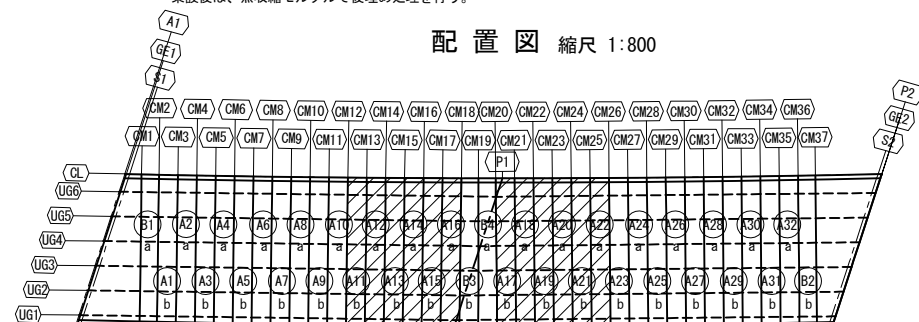 配置図 縮尺 1:800
A1
GE1
S1
P2
GE2
S2
CM2 CM4 CM6 CM8 CM10 CM12 CM14 CM16 CM18 CM20 CM22 CM24 CM26 CM28 CM30 CM32 CM34 CM36
CM1 CM3 CM5 CM7 CM9 CM11 CM13 CM15 CM17 CM19 CM21 CM23 CM25 CM27 CM29 CM31 CM33 CM35 CM37
P1
CL
UG6
UG5
B1 A2 A4 A6 A8 A10 A12 A14 A16 B4 A18 A20 A22 A24 A26 A28 A30 A32
UG4
a a a a a a a a a a a a a a a a a a
UG3
A1 A3 A5 A7 A9 A11 A13 A15 B3 A17 A19 A21 A23 A25 A27 A29 A31 B2
UG2
b b b b b b b b b b b b b b b b b b
UG1